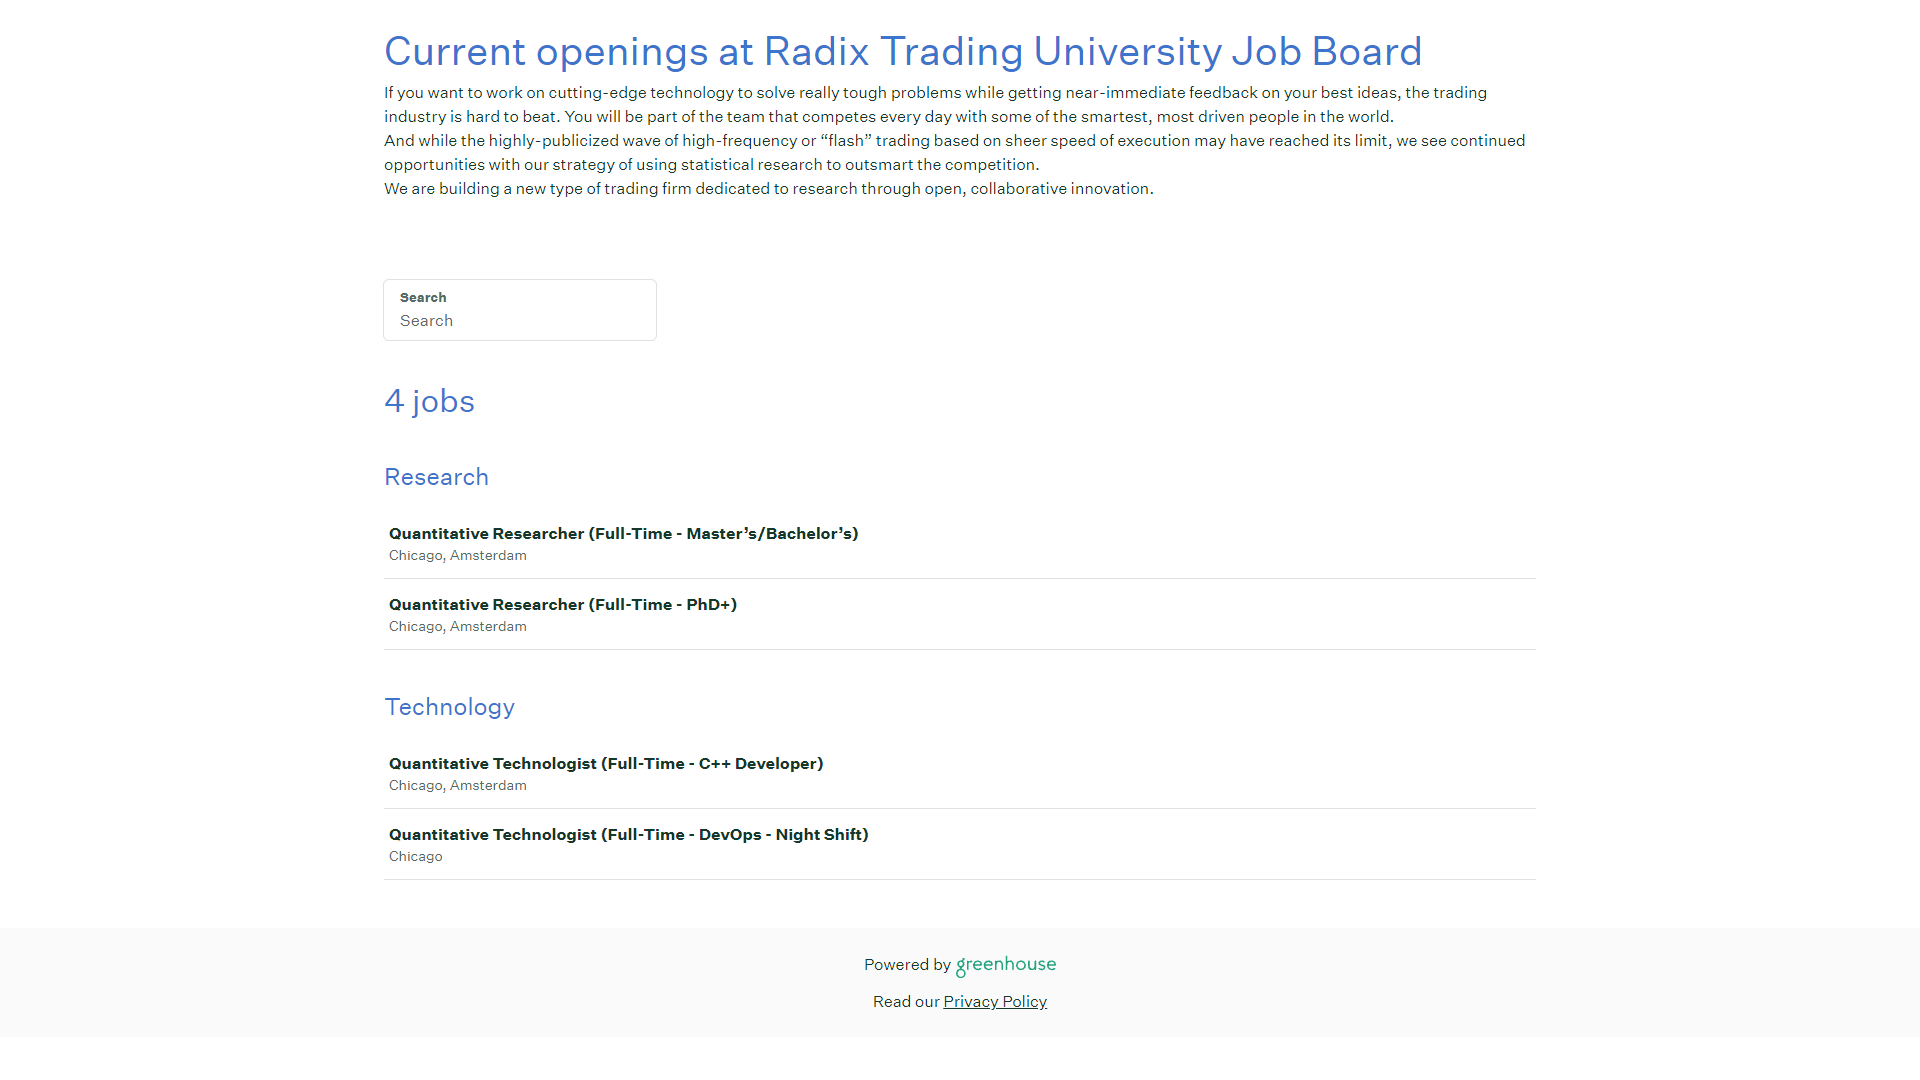 Current openings at Radix Trading University Job Board
If you want to work on cutting-edge technology to solve really tough problems while getting near-immediate feedback on your best ideas, the trading
industry is hard to beat. You will be part of the team that competes every day with some of the smartest, most driven people in the world.
And while the highly-publicized wave of high-frequency or “flash” trading based on sheer speed of execution may have reached its limit, we see continued
opportunities with our strategy of using statistical research to outsmart the competition.
We are building a new type of trading firm dedicated to research through open, collaborative innovation.
Search
Search
4 jobs
Research
Quantitative Researcher (Full-Time - Master’s/Bachelor’s)
Chicago, Amsterdam
Quantitative Researcher (Full-Time - PhD+)
Chicago, Amsterdam
Technology
Quantitative Technologist (Full-Time - C++ Developer)
Chicago, Amsterdam
Quantitative Technologist (Full-Time - DevOps - Night Shift)
Chicago
Powered by greenhouse
Read our Privacy Policy